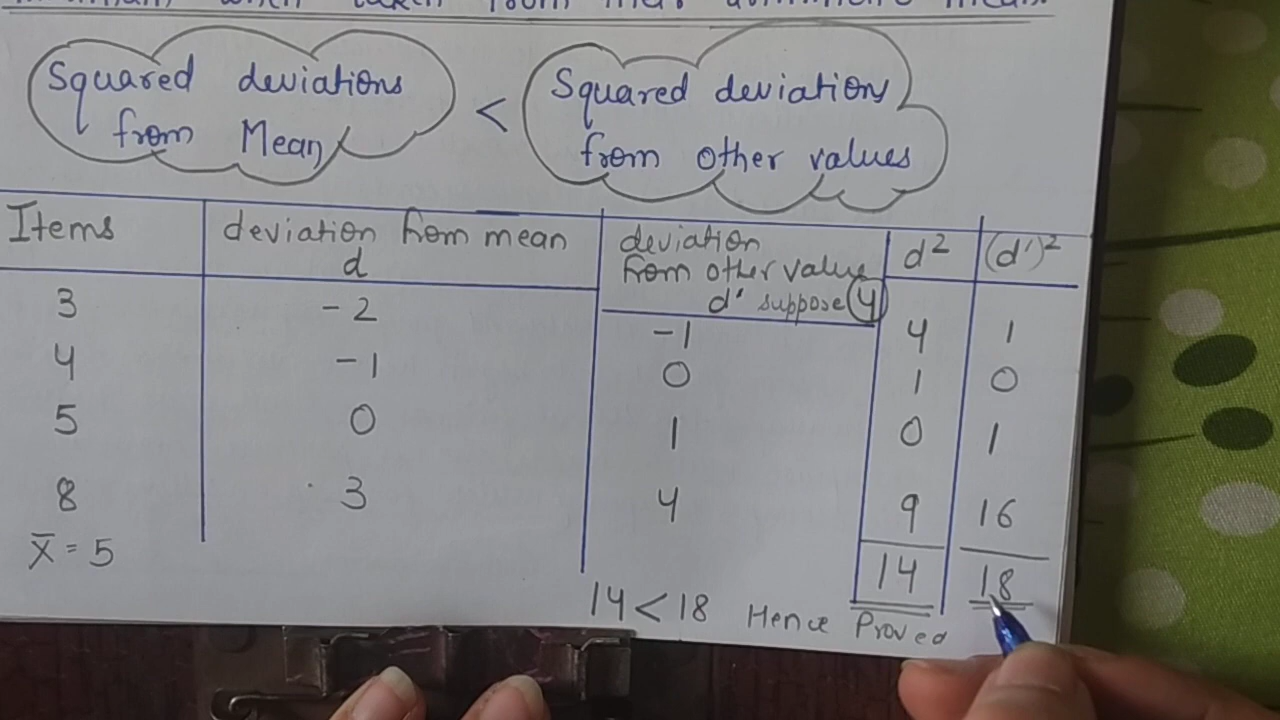 taken from
Squared deviations
from Mean
<
Squared deviation
from other values
Items deviation from mean d
deviation
from other value
d' suppose 4
d² (d')²
3 -2 -1 4 1
4 -1 0 1 0
5 0 1 0 1
8 3 4 9 16
X̄ = 5
14 18
14 < 18 Hence Proved